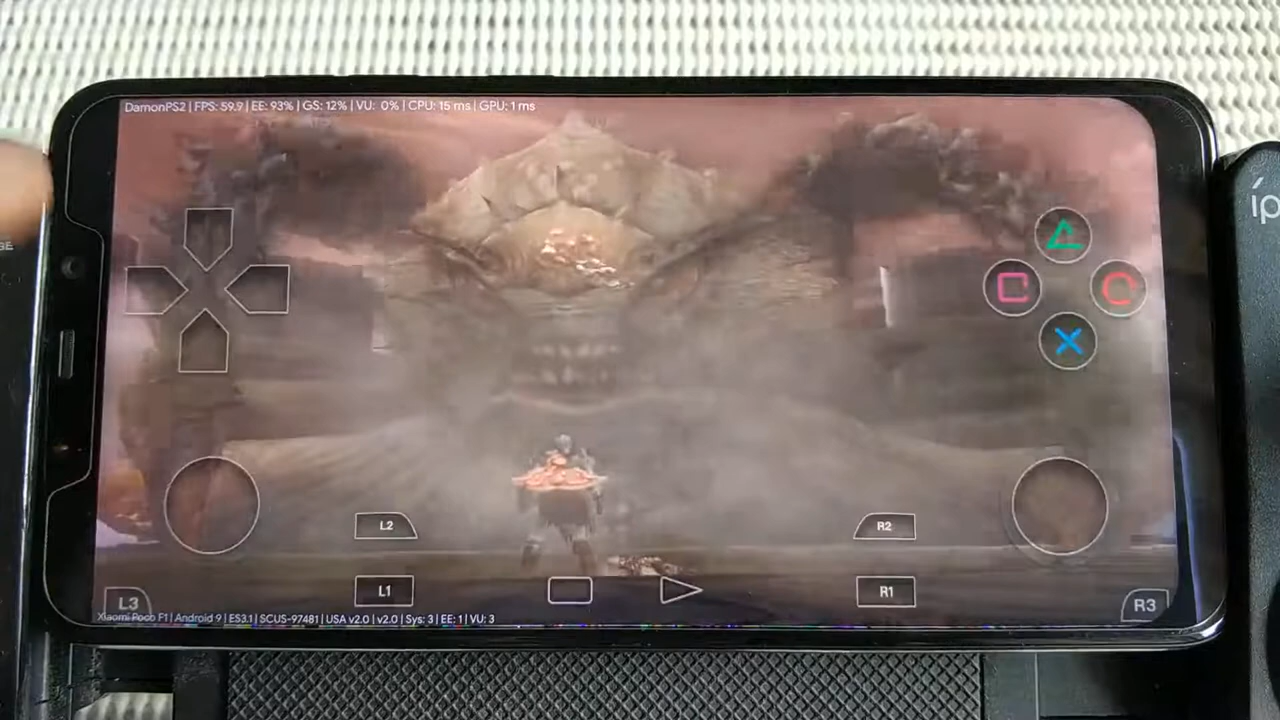 DamonPS2 | FPS: 59.9 | EE: 93% | GS: 12% | VU: 0% | CPU: 15 ms | GPU: 1 ms
íp
L2
R2
L1
R1
L3
R3
Xiaomi Poco F1 | Android 9 | ES3.1 | SCUS-97481 | USA v2.0 | v2.0 | Sys: 3 | EE: 1 | VU: 3